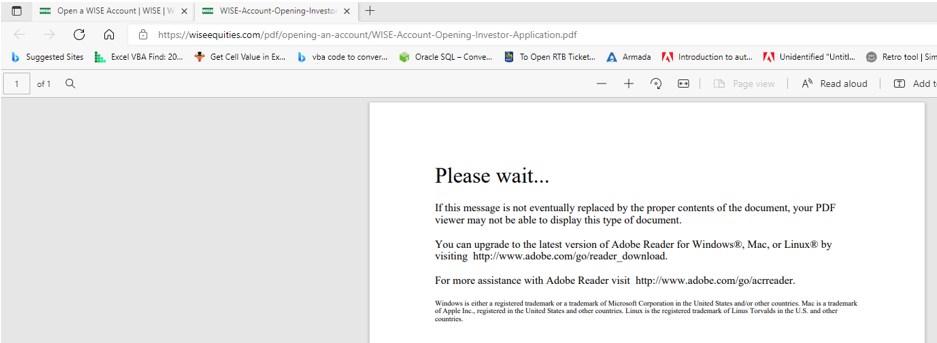 Open a WISE Account | WISE | W
WISE-Account-Opening-Investor
https://wiseequities.com/pdf/opening-an-account/WISE-Account-Opening-Investor-Application.pdf
Suggested Sites
Excel VBA Find: 20...
Get Cell Value in Ex...
vba code to conver...
Oracle SQL – Conve...
To Open RTB Ticket...
Armada
Introduction to aut...
Unidentified "Untitl...
Retro tool | Sim
1 of 1
Page view
Read aloud
Add t
Please wait...
If this message is not eventually replaced by the proper contents of the document, your PDF
viewer may not be able to display this type of document.
You can upgrade to the latest version of Adobe Reader for Windows®, Mac, or Linux® by
visiting http://www.adobe.com/go/reader_download.
For more assistance with Adobe Reader visit http://www.adobe.com/go/acrreader.
Windows is either a registered trademark or a trademark of Microsoft Corporation in the United States and/or other countries. Mac is a trademark
of Apple Inc., registered in the United States and other countries. Linux is the registered trademark of Linus Torvalds in the U.S. and other
countries.